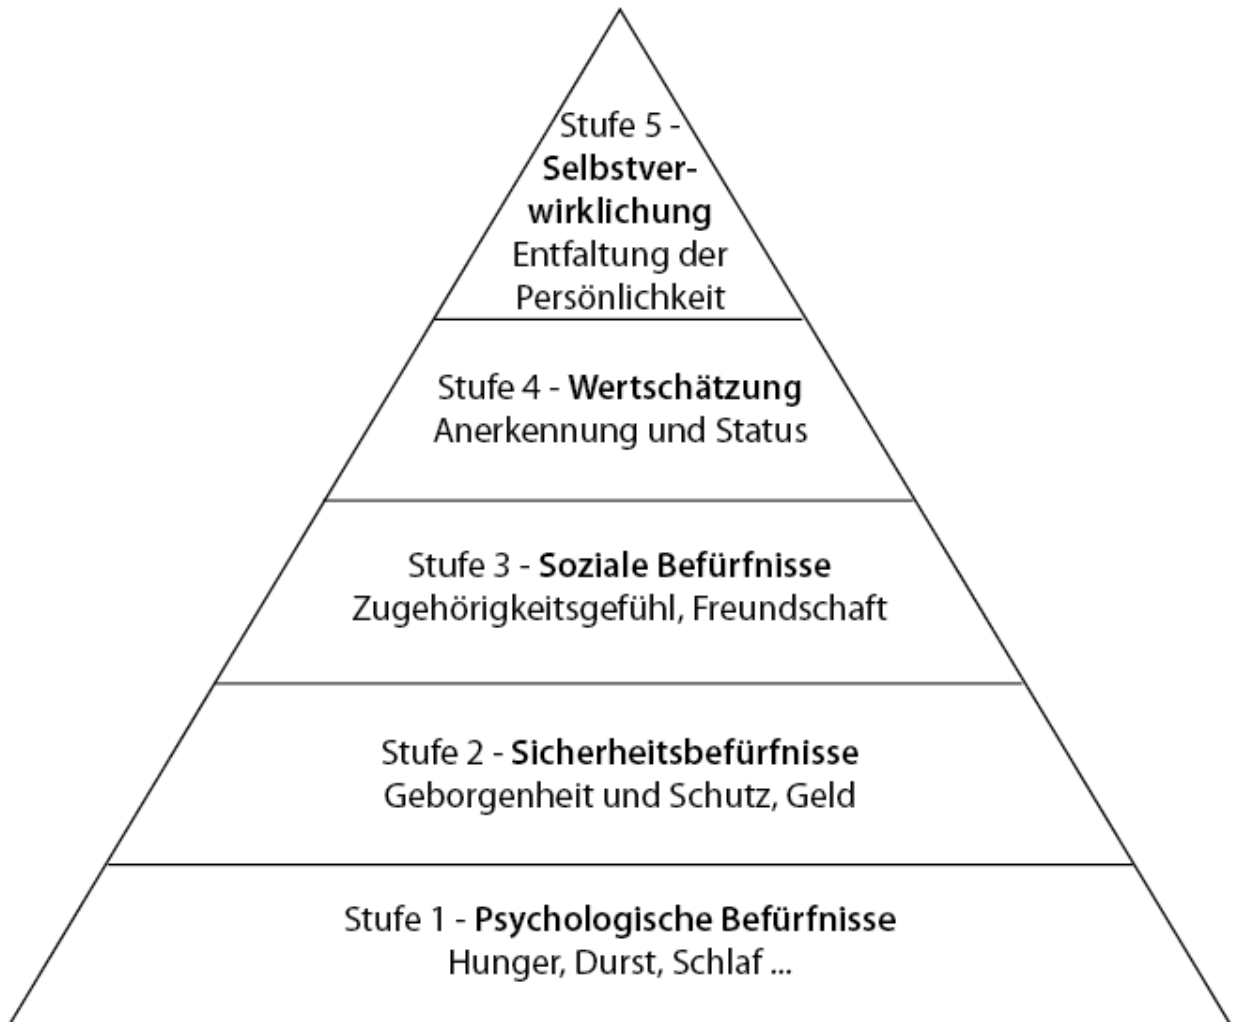 Stufe 5 -
Selbstver-
wirklichung
Entfaltung der
Persönlichkeit
Stufe 4 - Wertschätzung
Anerkennung und Status
Stufe 3 - Soziale Befürfnisse
Zugehörigkeitsgefühl, Freundschaft
Stufe 2 - Sicherheitsbefürfnisse
Geborgenheit und Schutz, Geld
Stufe 1 - Psychologische Befürfnisse
Hunger, Durst, Schlaf ...